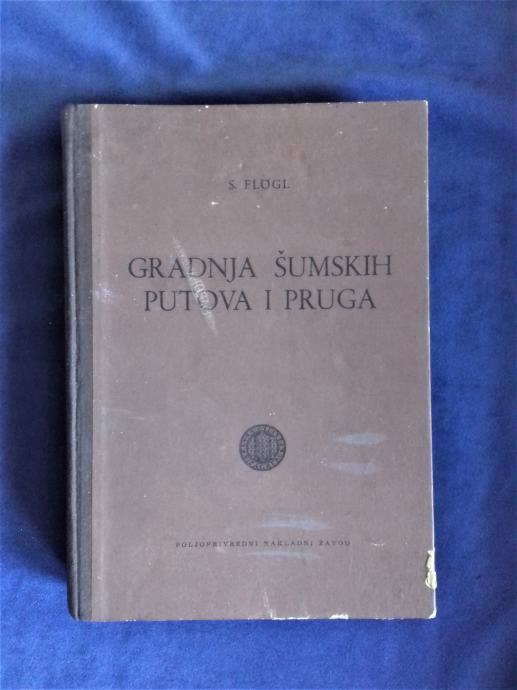 S. FLÖGL
GRADNJA ŠUMSKIH
PUTOVA I PRUGA
POLJOPRIVREDNI NAKLADNI ZAVOD